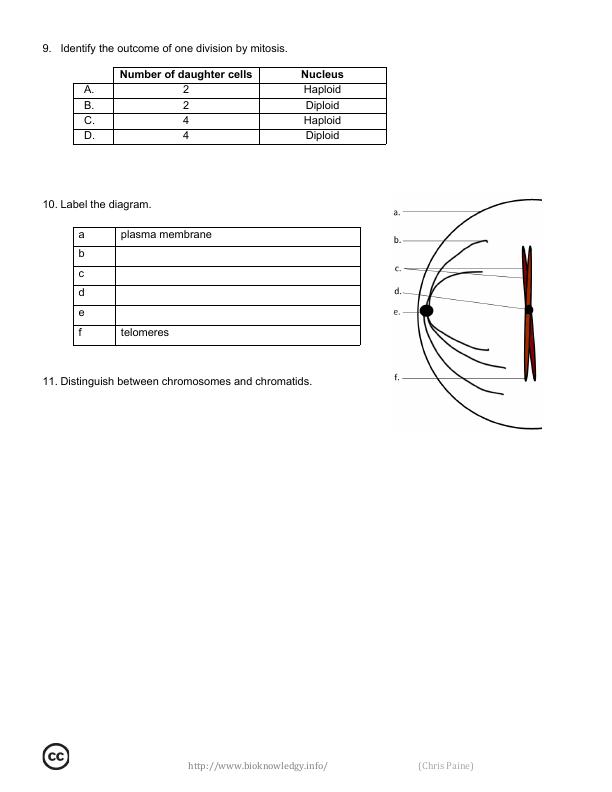 9. Identify the outcome of one division by mitosis.
Number of daughter cells Nucleus
A. 2 Haploid
B. 2 Diploid
C. 4 Haploid
D. 4 Diploid
10. Label the diagram.
a plasma membrane
b
c
d
e
f telomeres
a.
b.
c.
d.
e.
f.
11. Distinguish between chromosomes and chromatids.
cc
http://www.bioknowledgy.info/ (Chris Paine)